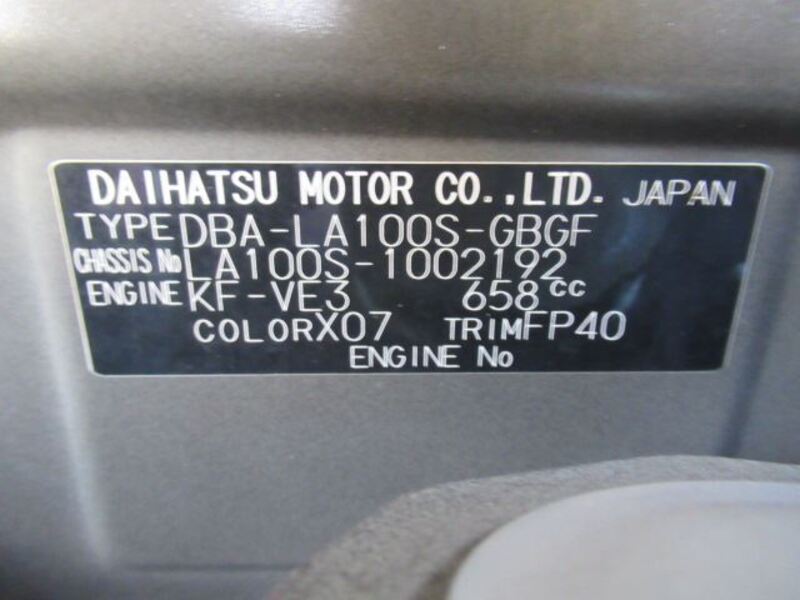 DAIHATSU MOTOR CO.,LTD. JAPAN
TYPE DBA-LA100S-GBGF
CHASSIS No LA100S-1002192
ENGINE KF-VE3 658cc
COLOR X07 TRIM FP40
ENGINE No